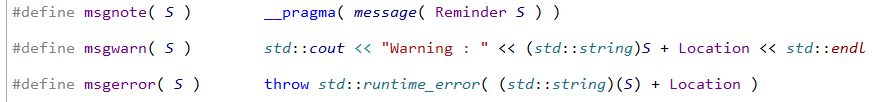 #define msgnote( S ) __pragma( message( Reminder S ) )
#define msgwarn( S ) std::cout << "Warning : " << (std::string)S + Location << std::endl
#define msgerror( S ) throw std::runtime_error( (std::string)(S) + Location )